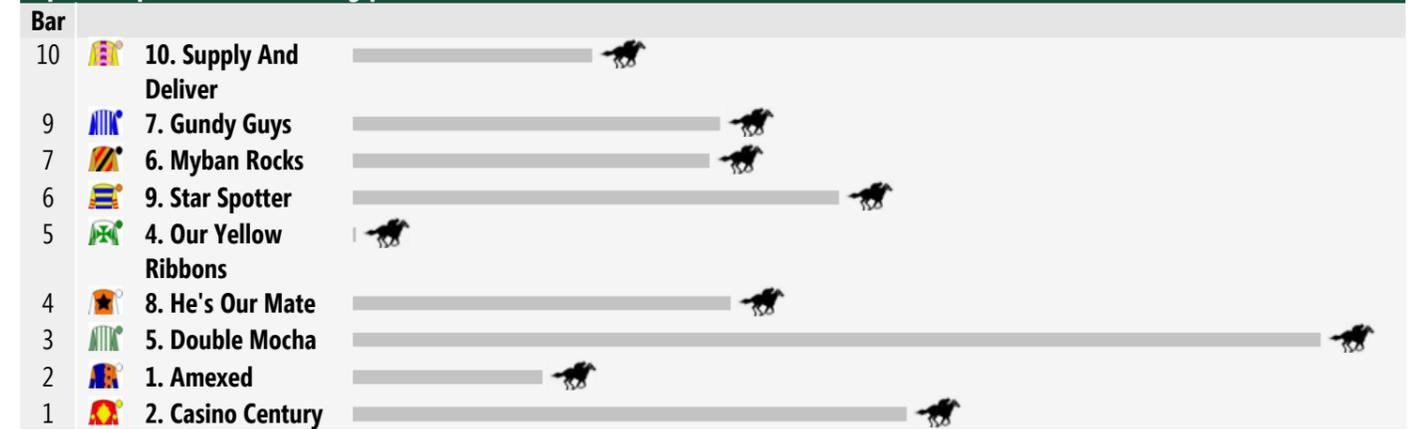 Bar
10 10. Supply And
Deliver
9 7. Gundy Guys
7 6. Myban Rocks
6 9. Star Spotter
5 4. Our Yellow
Ribbons
4 8. He's Our Mate
3 5. Double Mocha
2 1. Amexed
1 2. Casino Century